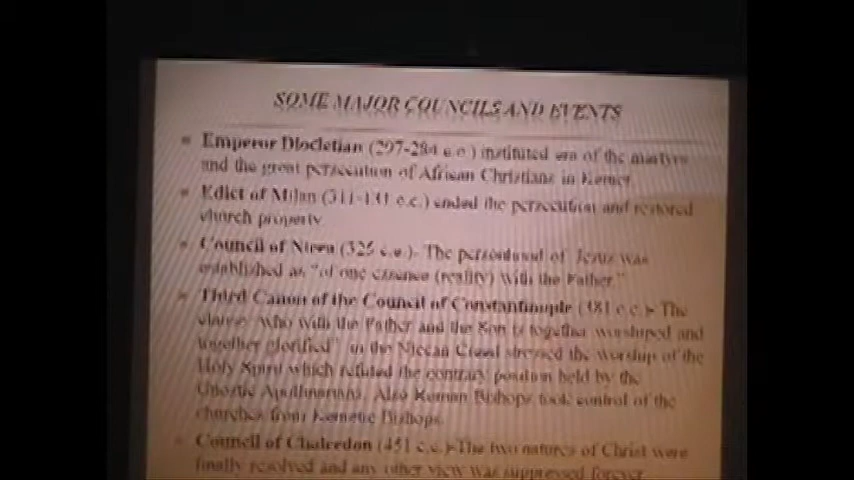 SOME MAJOR COUNCILS AND EVENTS
Emperor Diocletian (297-284 c.e.) instituted era of the martyrs
and the great persecution of African Christians in Kemet
Edict of Milan (311- c.e.) ended the persecution and restored
church property
Council of Nicea (325 c.e.)- The personhood of Jesus was
established as "of one essence (reality) with the Father."
Third Canon of the Council of Constantinople (381 c.e.)- The
clause, "who with the Father and the Son is together worshiped and
together glorified" in the Nicean Creed stressed the worship of the
Holy Spirit which refuted the contrary position held by the
Gnostic Apollinarians. Also Roman Bishops took control of the
churches from Kemetic Bishops
Council of Chalcedon (451 c.e.)-The two natures of Christ were
finally resolved and any other view was suppressed forever